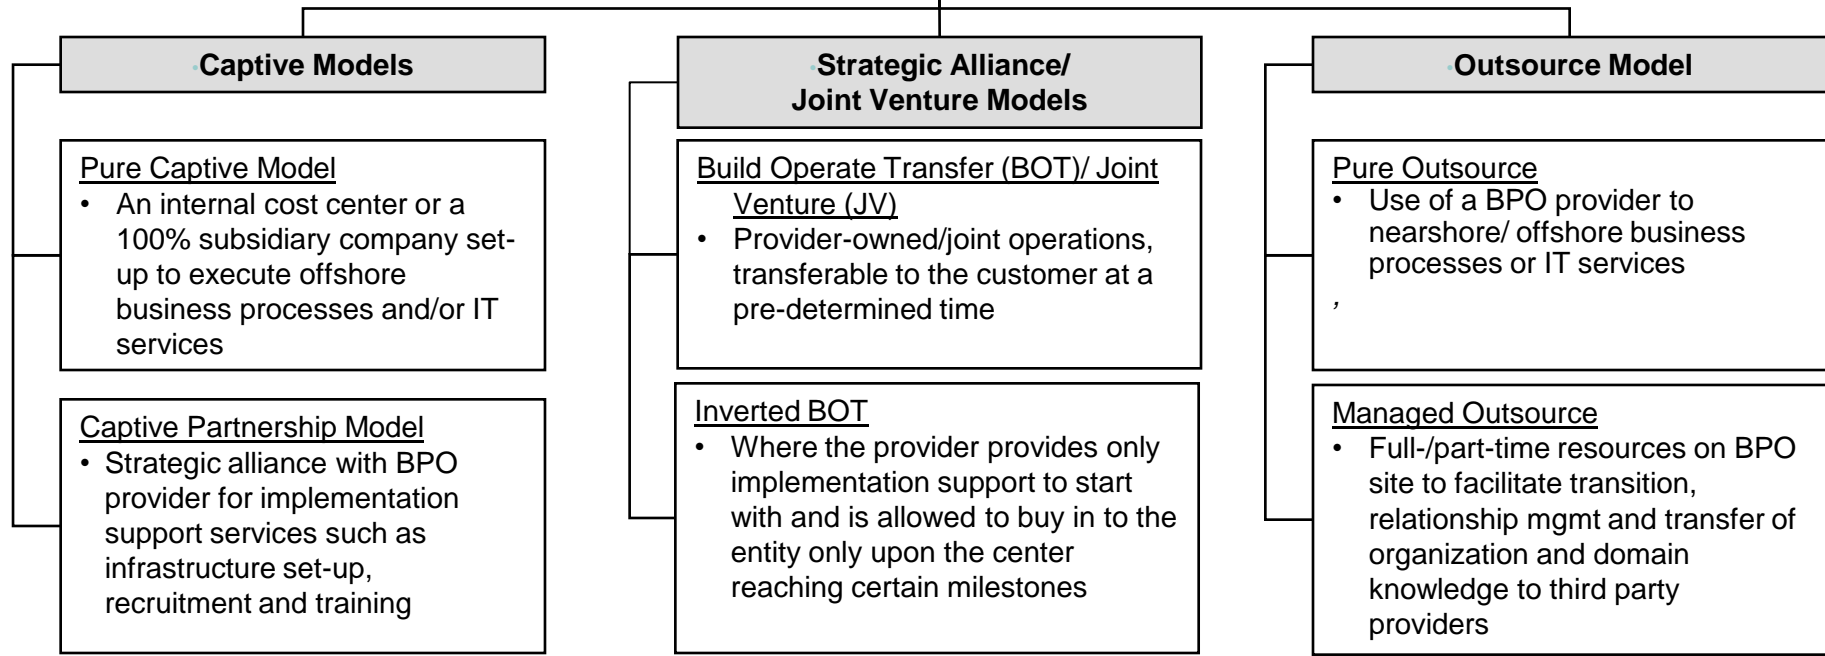 ·Captive Models
Pure Captive Model
• An internal cost center or a
100% subsidiary company set-
up to execute offshore
business processes and/or IT
services
Captive Partnership Model
• Strategic alliance with BPO
provider for implementation
support services such as
infrastructure set-up,
recruitment and training
·Strategic Alliance/
Joint Venture Models
Build Operate Transfer (BOT)/ Joint
Venture (JV)
• Provider-owned/joint operations,
transferable to the customer at a
pre-determined time
Inverted BOT
• Where the provider provides only
implementation support to start
with and is allowed to buy in to the
entity only upon the center
reaching certain milestones
·Outsource Model
Pure Outsource
• Use of a BPO provider to
nearshore/ offshore business
processes or IT services
,
Managed Outsource
• Full-/part-time resources on BPO
site to facilitate transition,
relationship mgmt and transfer of
organization and domain
knowledge to third party
providers